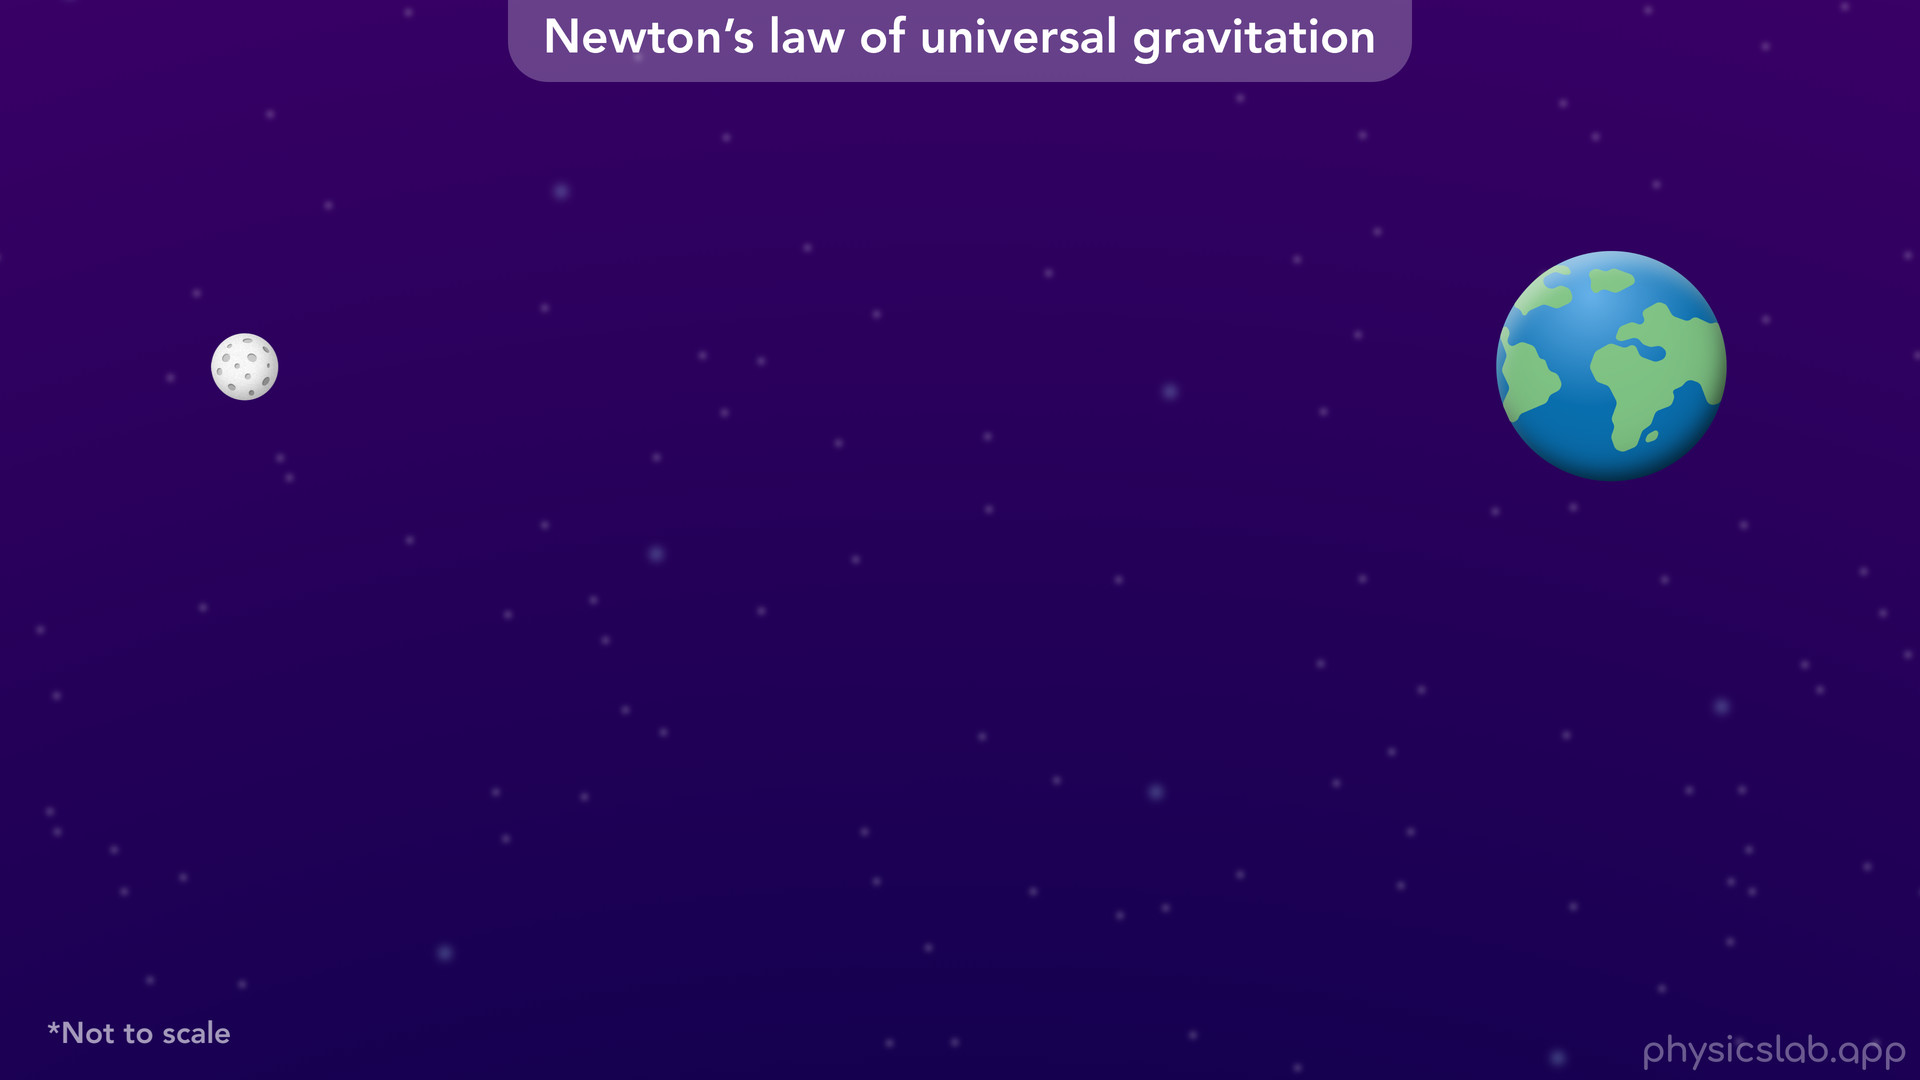 Newton’s law of universal gravitation
*Not to scale
physicslab.app